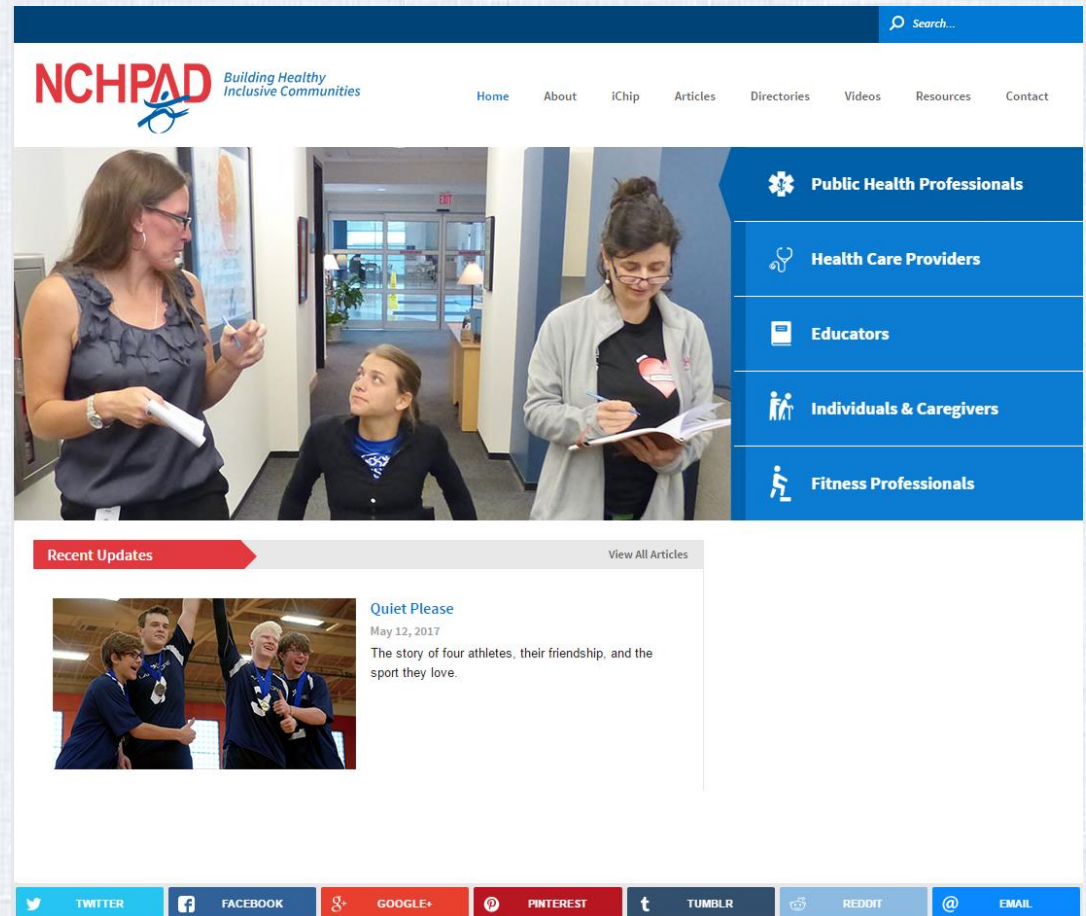 Search...
NCHPAD
Building Healthy
Inclusive Communities
Home About iChip Articles Directories Videos Resources Contact
EXIT
Public Health Professionals
Health Care Providers
Educators
Individuals & Caregivers
Fitness Professionals
Recent Updates
View All Articles
Quiet Please
May 12, 2017
The story of four athletes, their friendship, and the
sport they love.
TWITTER FACEBOOK GOOGLE+ PINTEREST TUMBLR REDDIT EMAIL